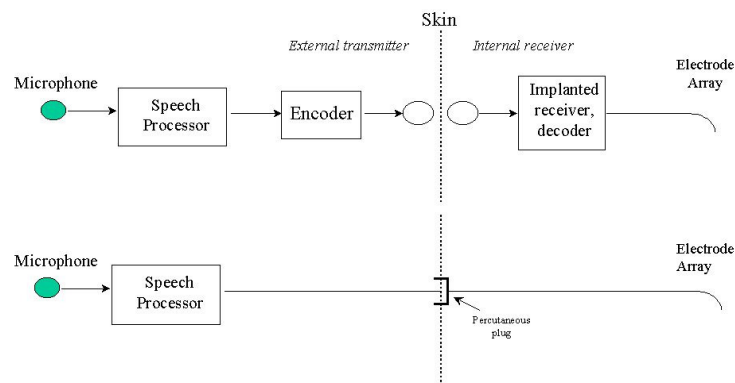 Skin
External transmitter
Internal receiver
Microphone
Speech
Processor
Encoder
Implanted
receiver,
decoder
Electrode
Array
Microphone
Speech
Processor
Percutaneous
plug
Electrode
Array